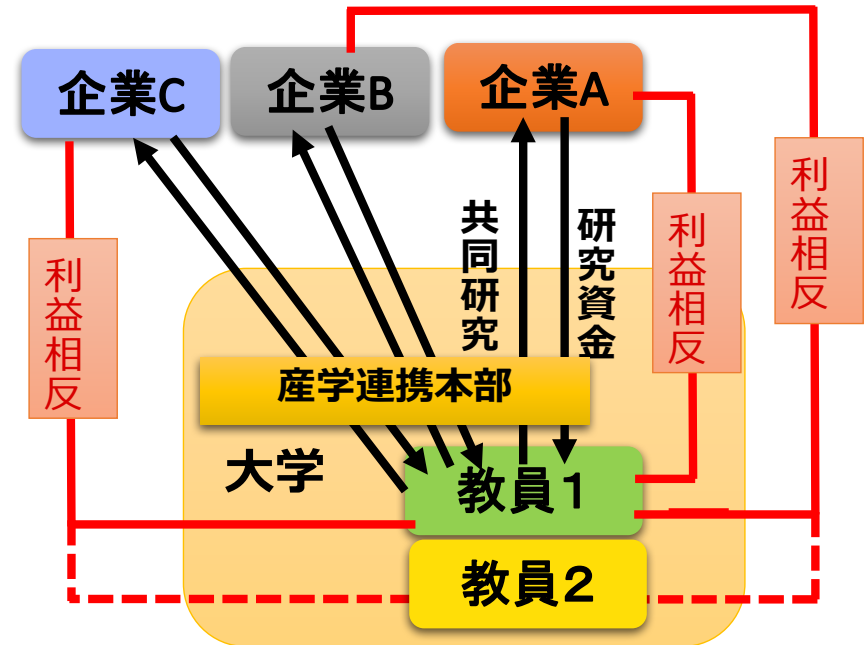 企業C
企業B
企業A
利益相反
共同研究
研究資金
利益相反
利益相反
産学連携本部
大学
教員1
教員2